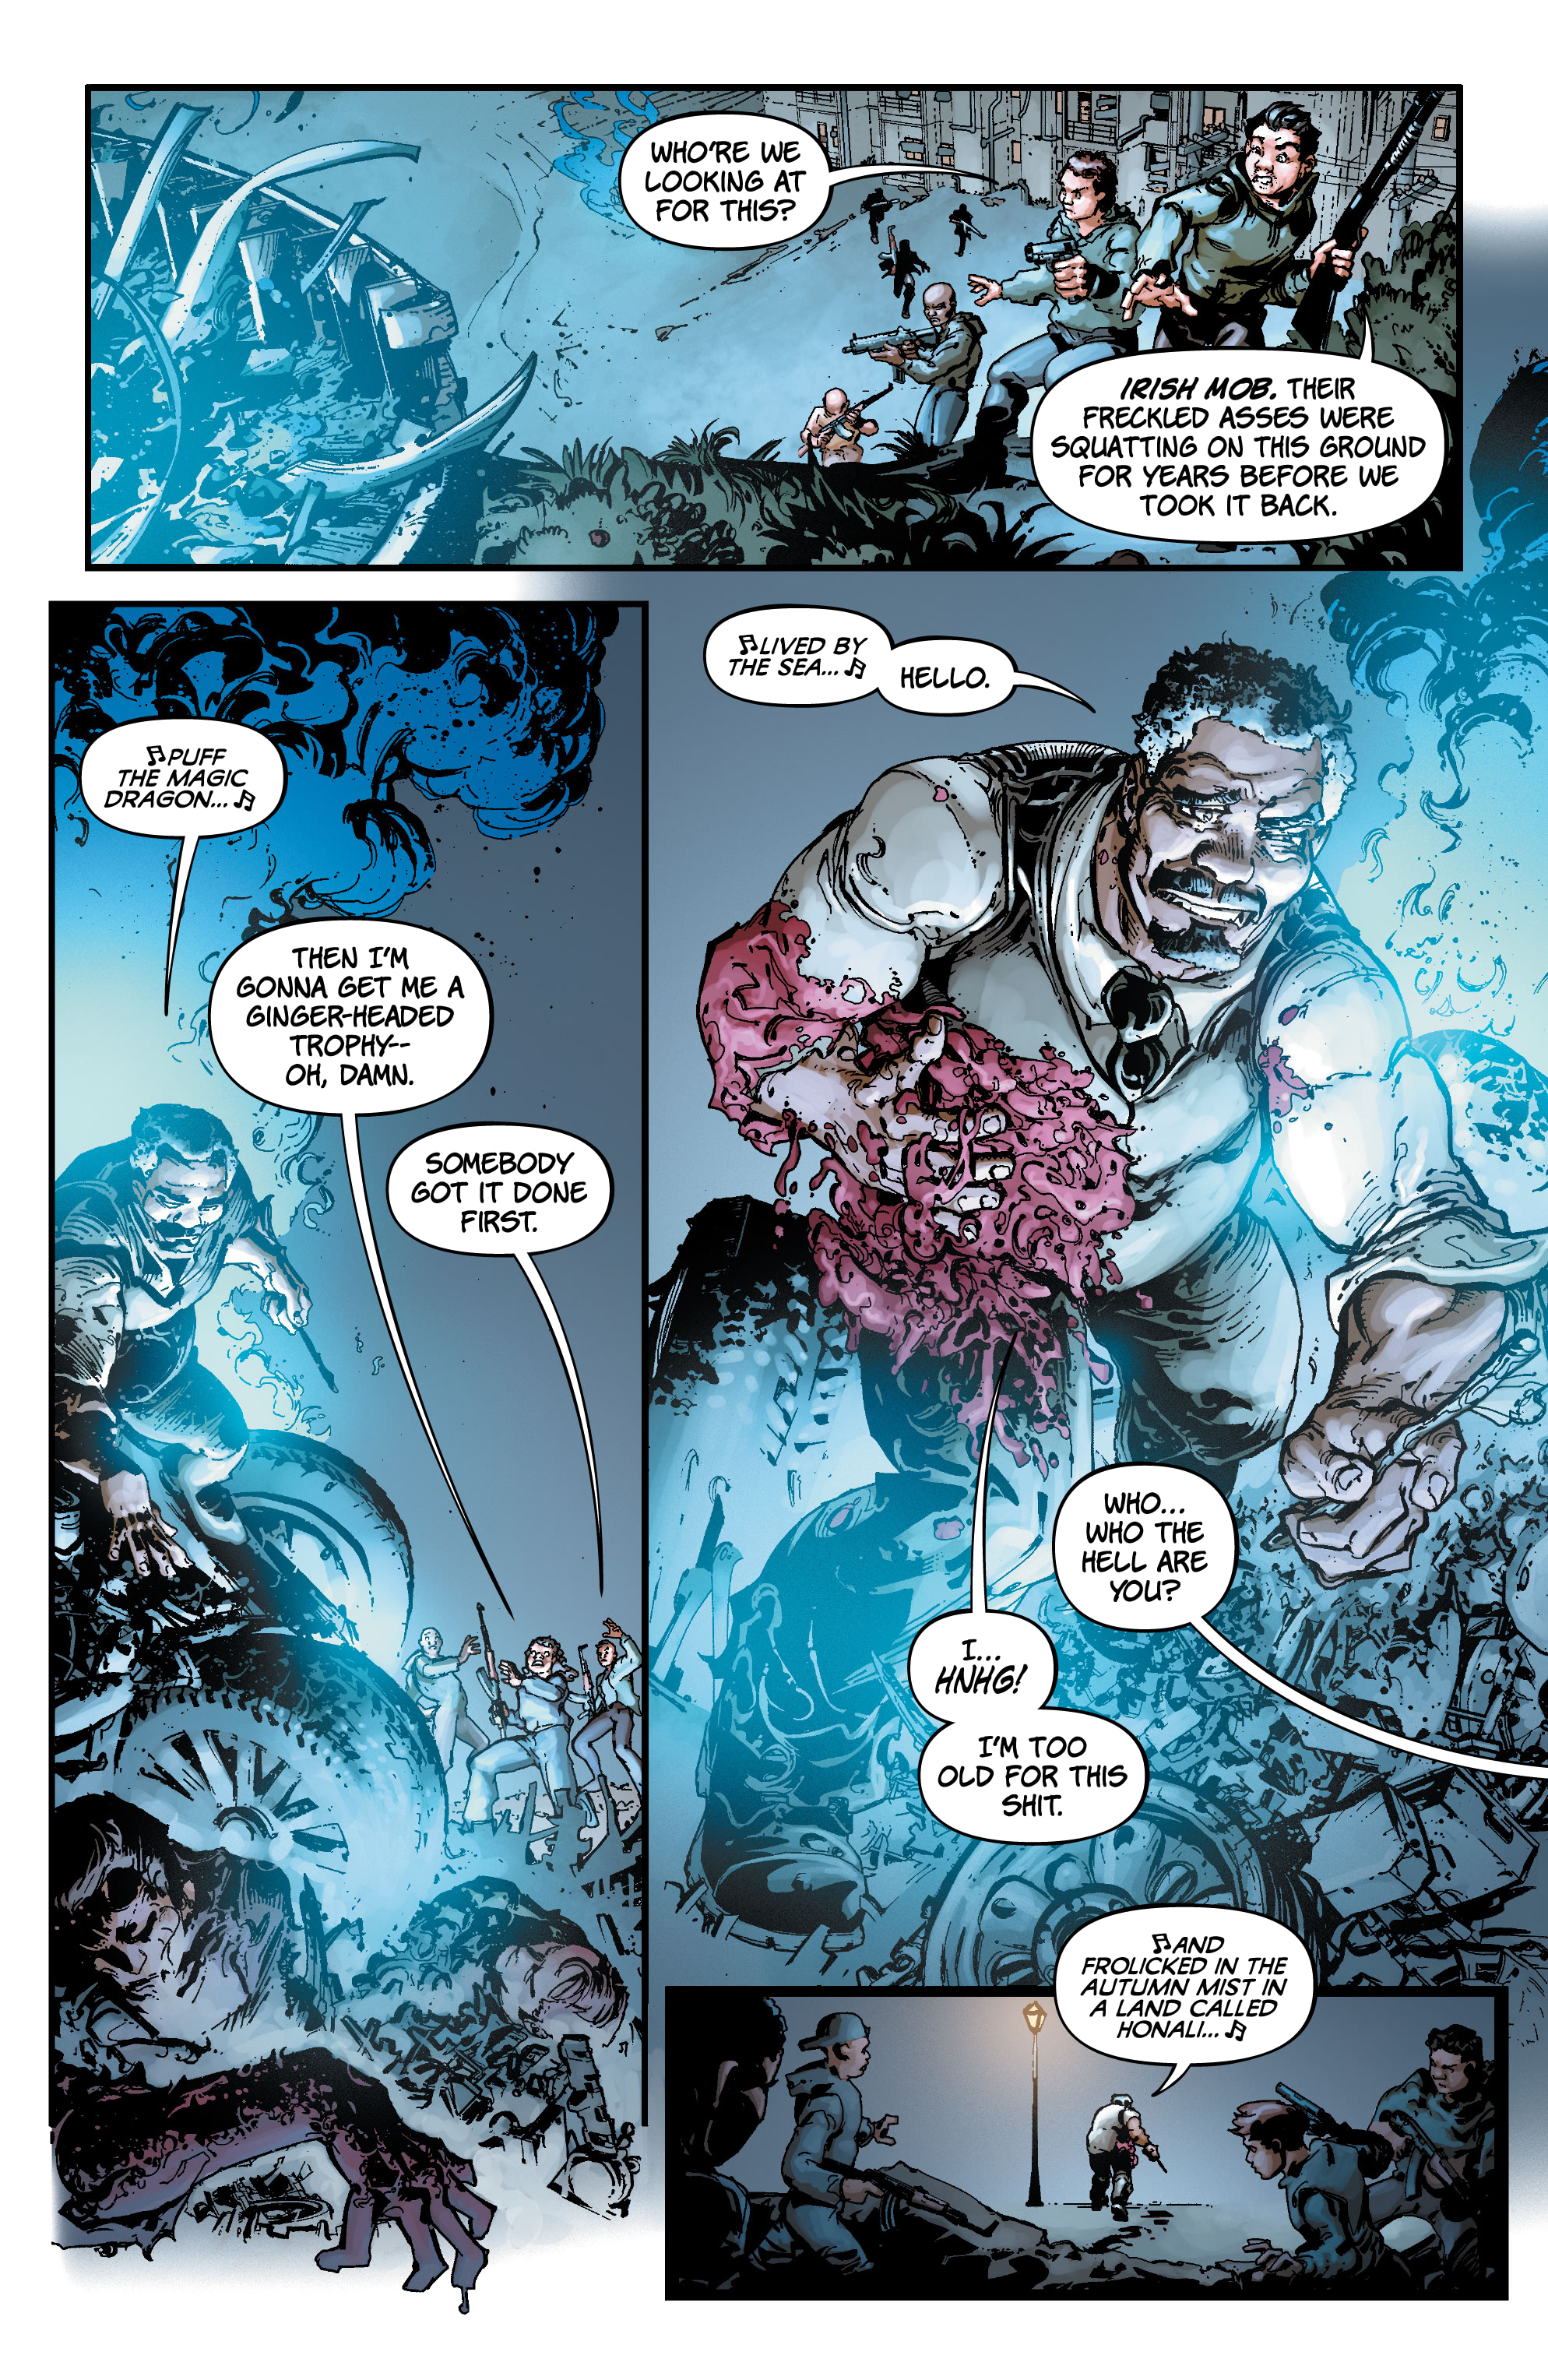 WHO'RE WE
LOOKING AT
FOR THIS?
IRISH MOB. THEIR
FRECKLED ASSES WERE
SQUATTING ON THIS GROUND
FOR YEARS BEFORE WE
TOOK IT BACK.
♫PUFF
THE MAGIC
DRAGON...♫
THEN I'M
GONNA GET ME A
GINGER-HEADED
TROPHY--
OH, DAMN.
SOMEBODY
GOT IT DONE
FIRST.
♫LIVED BY
THE SEA...♫
HELLO.
WHO...
WHO THE
HELL ARE
YOU?
I...
HNHG!
I'M TOO
OLD FOR THIS
SHIT.
♫AND
FROLICKED IN THE
AUTUMN MIST IN
A LAND CALLED
HONALI...♫